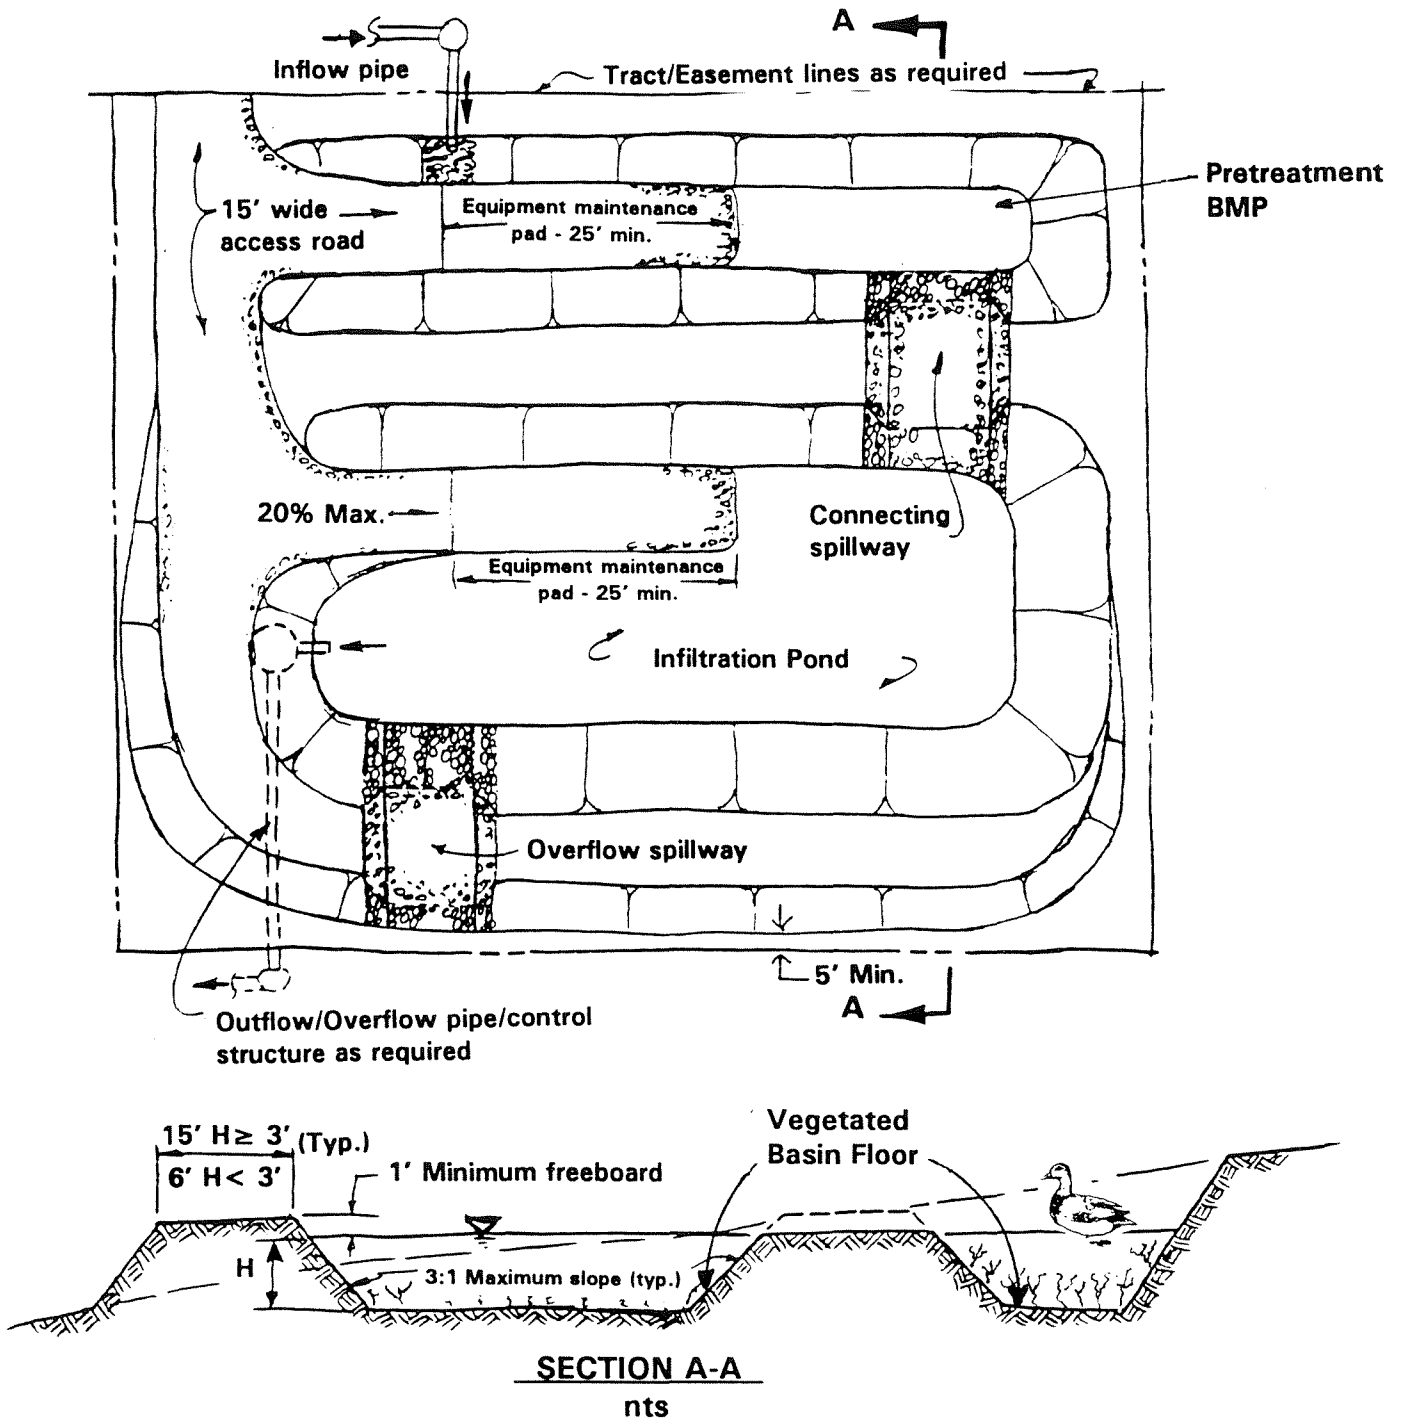 A
Inflow pipe
Tract/Easement lines as required
Pretreatment
BMP
15' wide
access road
Equipment maintenance
pad - 25' min.
20% Max.
Connecting
spillway
Equipment maintenance
pad - 25' min.
Infiltration Pond
Overflow spillway
5' Min.
A
Outflow/Overflow pipe/control
structure as required
Vegetated
Basin Floor
15' H ≥ 3' (Typ.)
6' H < 3'
1' Minimum freeboard
H
3:1 Maximum slope (typ.)
SECTION A-A
nts